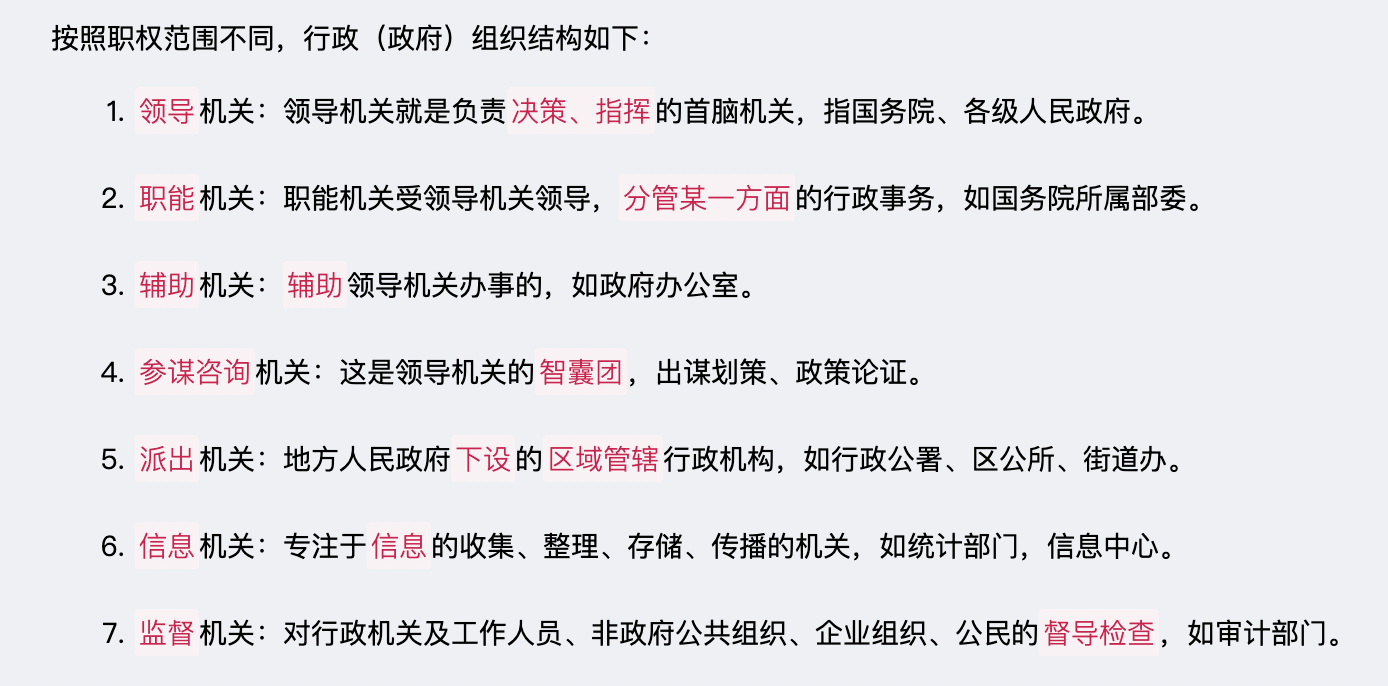 按照职权范围不同，行政（政府）组织结构如下：
1. 领导机关：领导机关就是负责决策、指挥的首脑机关，指国务院、各级人民政府。
2. 职能机关：职能机关受领导机关领导，分管某一方面的行政事务，如国务院所属部委。
3. 辅助机关：辅助领导机关办事的，如政府办公室。
4. 参谋咨询机关：这是领导机关的智囊团，出谋划策、政策论证。
5. 派出机关：地方人民政府下设的区域管辖行政机构，如行政公署、区公所、街道办。
6. 信息机关：专注于信息的收集、整理、存储、传播的机关，如统计部门，信息中心。
7. 监督机关：对行政机关及工作人员、非政府公共组织、企业组织、公民的督导检查，如审计部门。